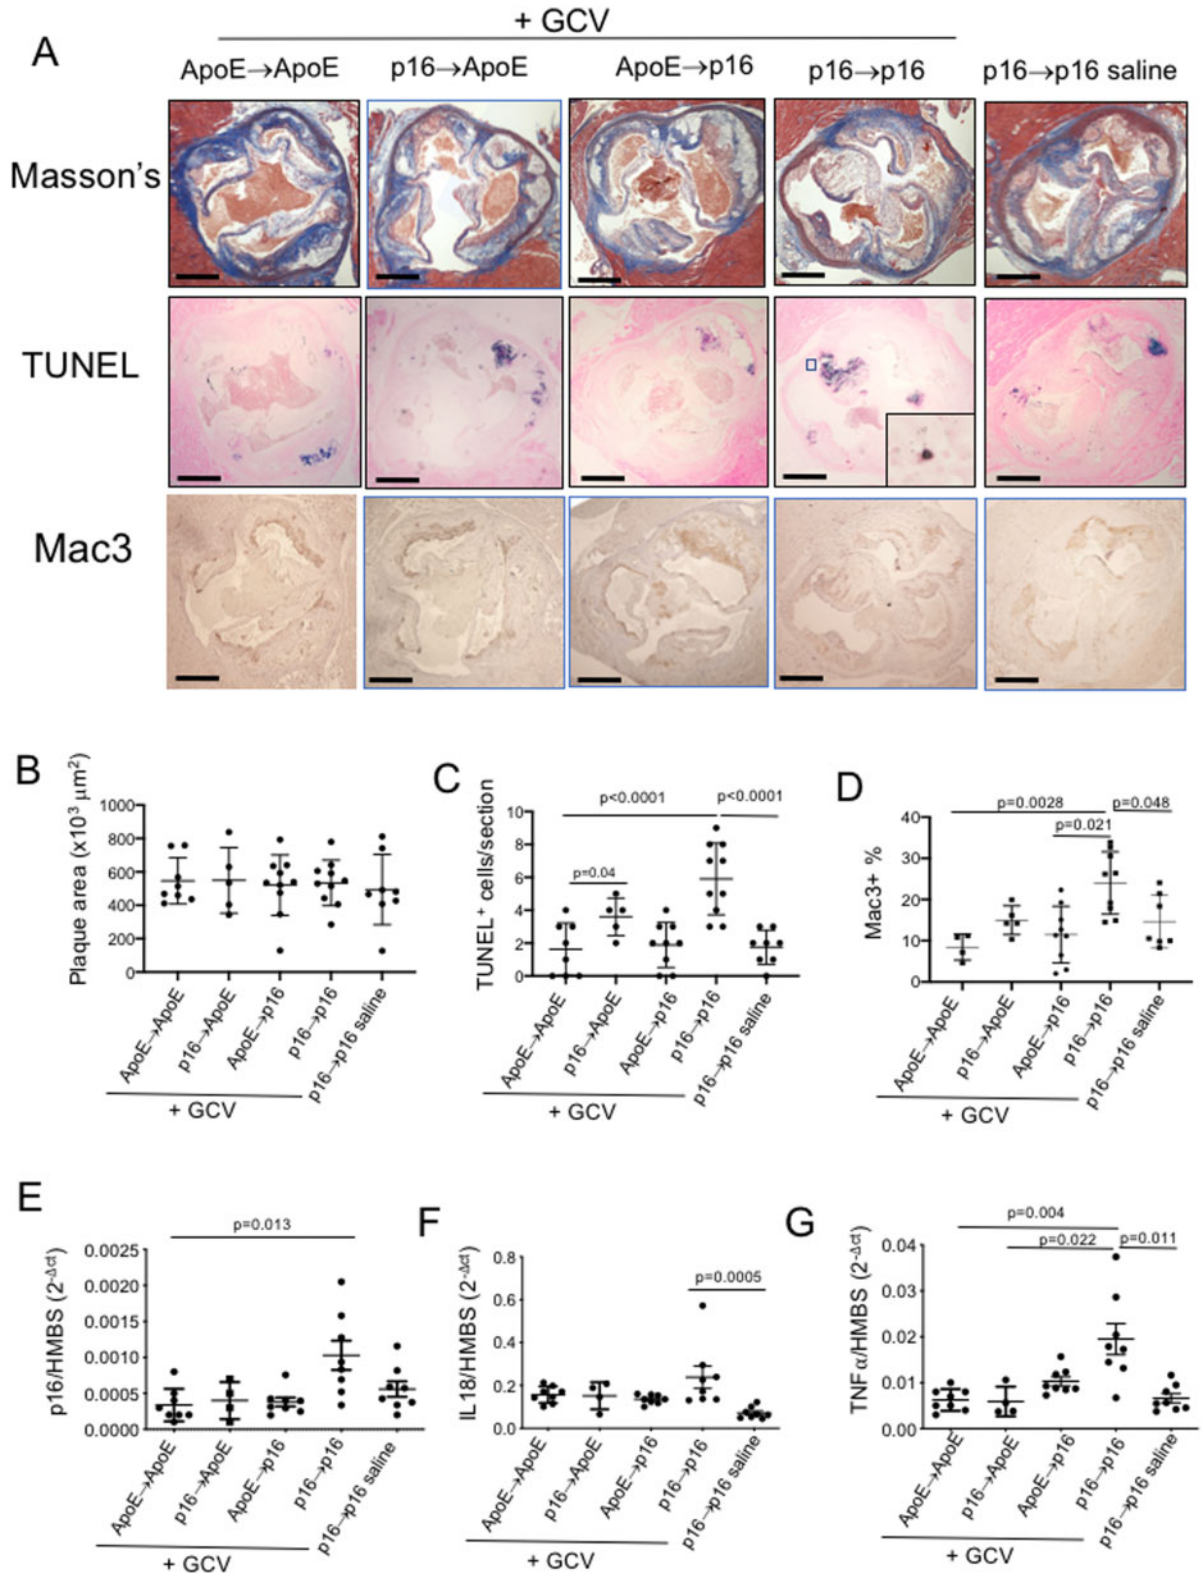 + GCV
A
ApoE→ApoE p16→ApoE ApoE→p16 p16→p16 p16→p16 saline
Masson's
TUNEL
Mac3
B
Plaque area (x10³ μm²)
1000
800
600
400
200
0
ApoE→ApoE
p16→ApoE
ApoE→p16
p16→p16
p16→p16 saline
+ GCV
C
TUNEL⁺ cells/section
p<0.0001 p<0.0001
p=0.04
10
8
6
4
2
0
ApoE→ApoE
p16→ApoE
ApoE→p16
p16→p16
p16→p16 saline
+ GCV
D
Mac3+ %
p=0.0028 p=0.048
p=0.021
40
30
20
10
0
ApoE→ApoE
p16→ApoE
ApoE→p16
p16→p16
p16→p16 saline
+ GCV
E
p16/HMBS (2⁻Δct)
p=0.013
0.0025
0.0020
0.0015
0.0010
0.0005
0.0000
ApoE→ApoE
p16→ApoE
ApoE→p16
p16→p16
p16→p16 saline
+ GCV
F
IL18/HMBS (2⁻Δct)
p=0.0005
0.8
0.6
0.4
0.2
0.0
ApoE→ApoE
p16→ApoE
ApoE→p16
p16→p16
p16→p16 saline
+ GCV
G
TNFα/HMBS (2⁻Δct)
p=0.004
p=0.022 p=0.011
0.04
0.03
0.02
0.01
0.00
ApoE→ApoE
p16→ApoE
ApoE→p16
p16→p16
p16→p16 saline
+ GCV